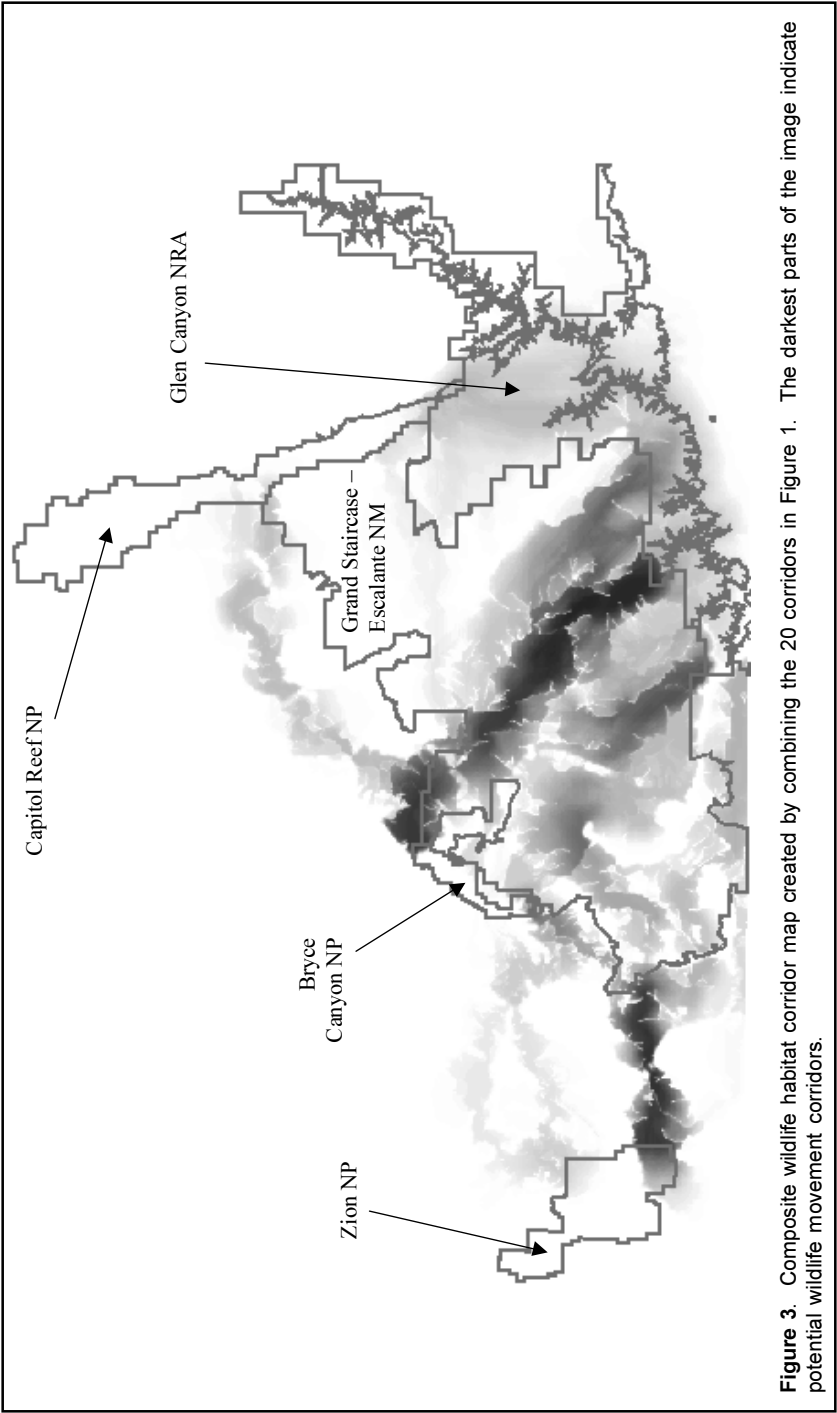 Capitol Reef NP
Glen Canyon NRA
Grand Staircase –
Escalante NM
Bryce
Canyon NP
Zion NP
Figure 3. Composite wildlife habitat corridor map created by combining the 20 corridors in Figure 1. The darkest parts of the image indicate
potential wildlife movement corridors.